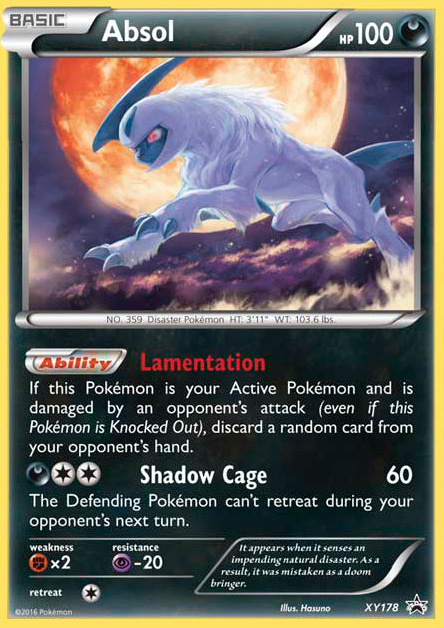 BASIC
Absol
HP 100
NO. 359 Disaster Pokémon HT: 3'11" WT: 103.6 lbs.
Ability Lamentation
If this Pokémon is your Active Pokémon and is
damaged by an opponent's attack (even if this
Pokémon is Knocked Out), discard a random card from
your opponent's hand.
Shadow Cage 60
The Defending Pokémon can't retreat during your
opponent's next turn.
weakness resistance
×2 -20
It appears when it senses an
impending natural disaster. As a
result, it was mistaken as a doom
bringer.
retreat
©2016 Pokémon Illus. Hasuno XY178